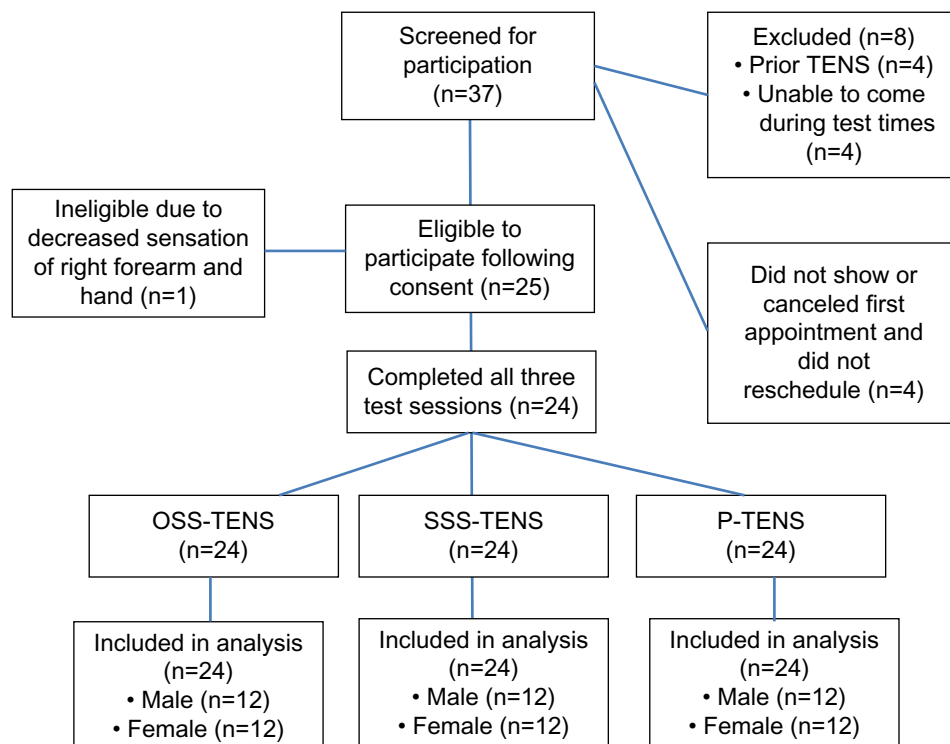 Screened for
participation
(n=37)
Excluded (n=8)
• Prior TENS (n=4)
• Unable to come
during test times
(n=4)
Ineligible due to
decreased sensation
of right forearm and
hand (n=1)
Eligible to
participate following
consent (n=25)
Did not show or
canceled first
appointment and
did not
reschedule (n=4)
Completed all three
test sessions (n=24)
OSS-TENS
(n=24)
SSS-TENS
(n=24)
P-TENS
(n=24)
Included in analysis
(n=24)
• Male (n=12)
• Female (n=12)
Included in analysis
(n=24)
• Male (n=12)
• Female (n=12)
Included in analysis
(n=24)
• Male (n=12)
• Female (n=12)